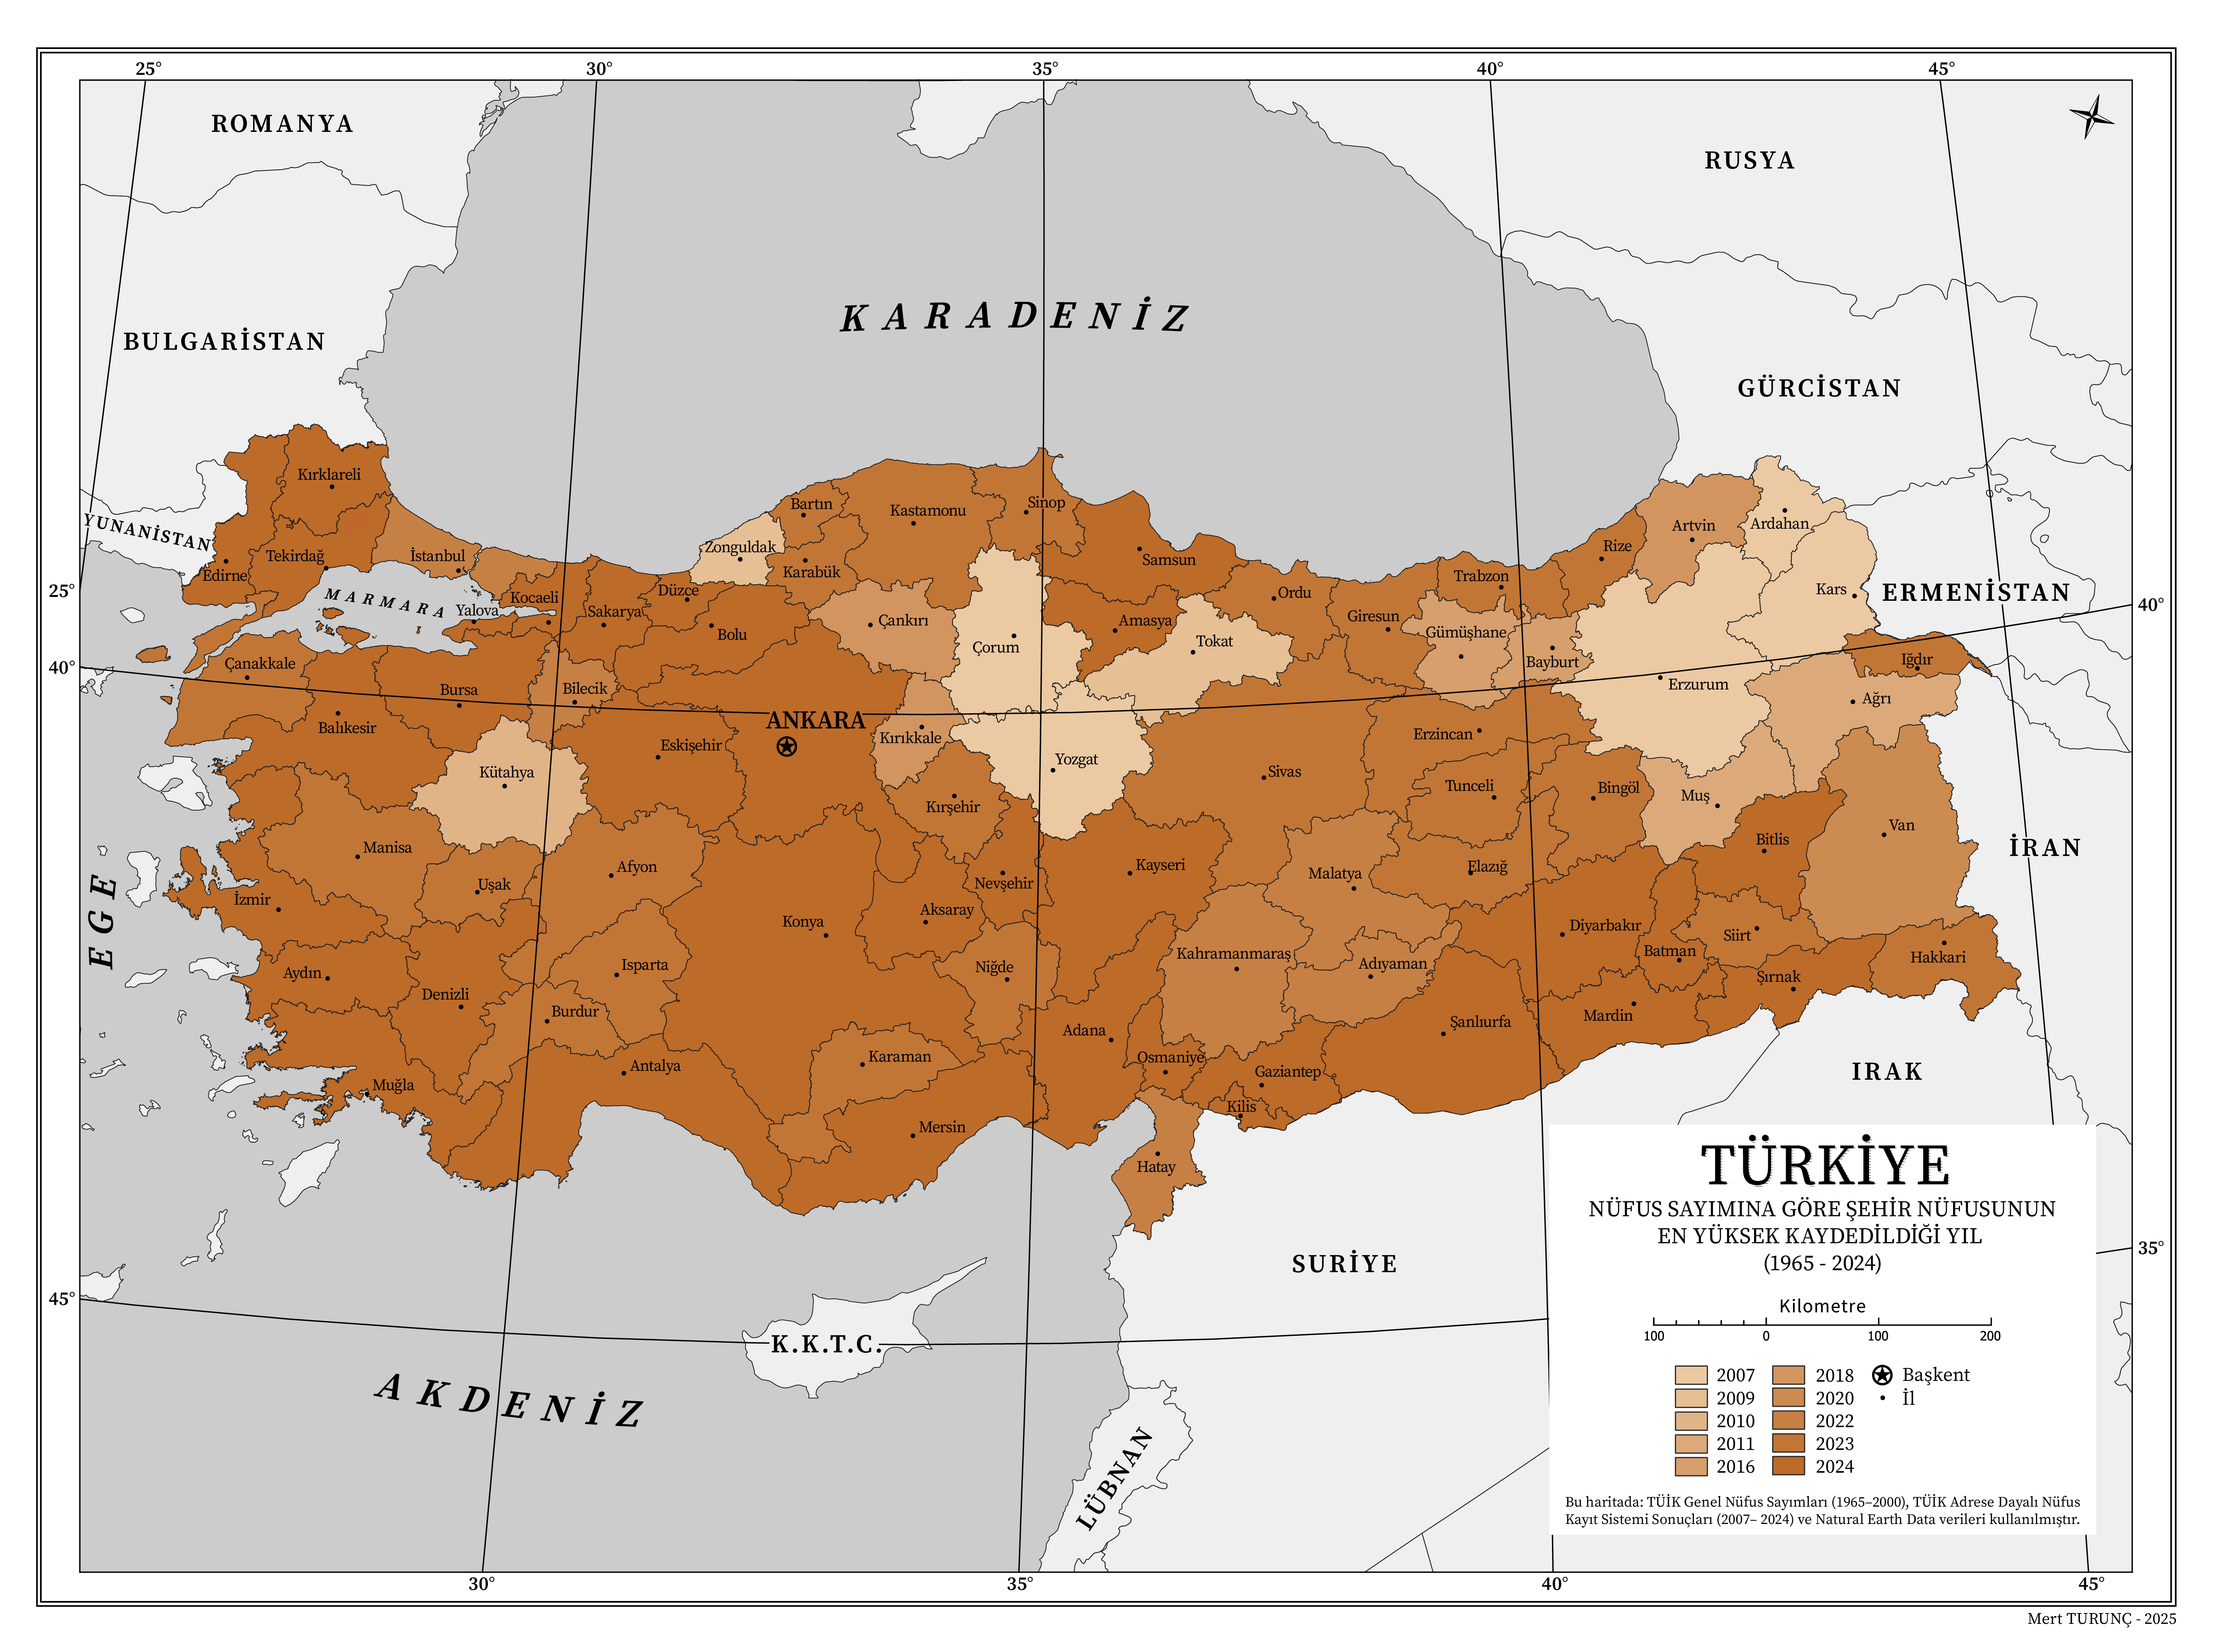 25° 30° 35° 40° 45°
ROMANYA
RUSYA
KARADENİZ
BULGARİSTAN
GÜRCİSTAN
Kırklareli
Sinop
Bartın
Kastamonu
YUNANİSTAN
Artvin
Ardahan
Zonguldak
Rize
İstanbul
Tekirdağ
Samsun
Karabük
Edirne
Trabzon
25°
Düzce
Kars
ERMENİSTAN
Ordu
Kocaeli
MARMARA
40°
Yalova
Sakarya
Giresun
Çankırı
Amasya
Bolu
Gümüşhane
Tokat
Çorum
Iğdır
Bayburt
Çanakkale
40°
Erzurum
Bilecik
Bursa
Ağrı
ANKARA
Balıkesir
Erzincan
Kırıkkale
Eskişehir
Yozgat
Kütahya
Sivas
Tunceli
Bingöl
Muş
Kırşehir
Van
Bitlis
Manisa
İRAN
Afyon
Kayseri
Elazığ
Malatya
Nevşehir
Uşak
İzmir
Aksaray
EGE
Konya
Diyarbakır
Siirt
Batman
Kahramanmaraş
Hakkari
Adıyaman
Isparta
Niğde
Aydın
Şırnak
Denizli
Burdur
Mardin
Şanlıurfa
Adana
Karaman
Osmaniye
Antalya
Gaziantep
IRAK
Muğla
Kilis
Mersin
Hatay
TÜRKİYE
NÜFUS SAYIMINA GÖRE ŞEHİR NÜFUSUNUN
EN YÜKSEK KAYDEDİLDİĞİ YIL
(1965 - 2024)
35°
SURİYE
45°
Kilometre
100 0 100 200
K.K.T.C.
2007 2018 Başkent
2009 2020 İl
2010 2022
2011 2023
2016 2024
AKDENİZ
LÜBNAN
Bu haritada: TÜİK Genel Nüfus Sayımları (1965–2000), TÜİK Adrese Dayalı Nüfus
Kayıt Sistemi Sonuçları (2007– 2024) ve Natural Earth Data verileri kullanılmıştır.
30° 35° 40° 45°
Mert TURUNÇ - 2025